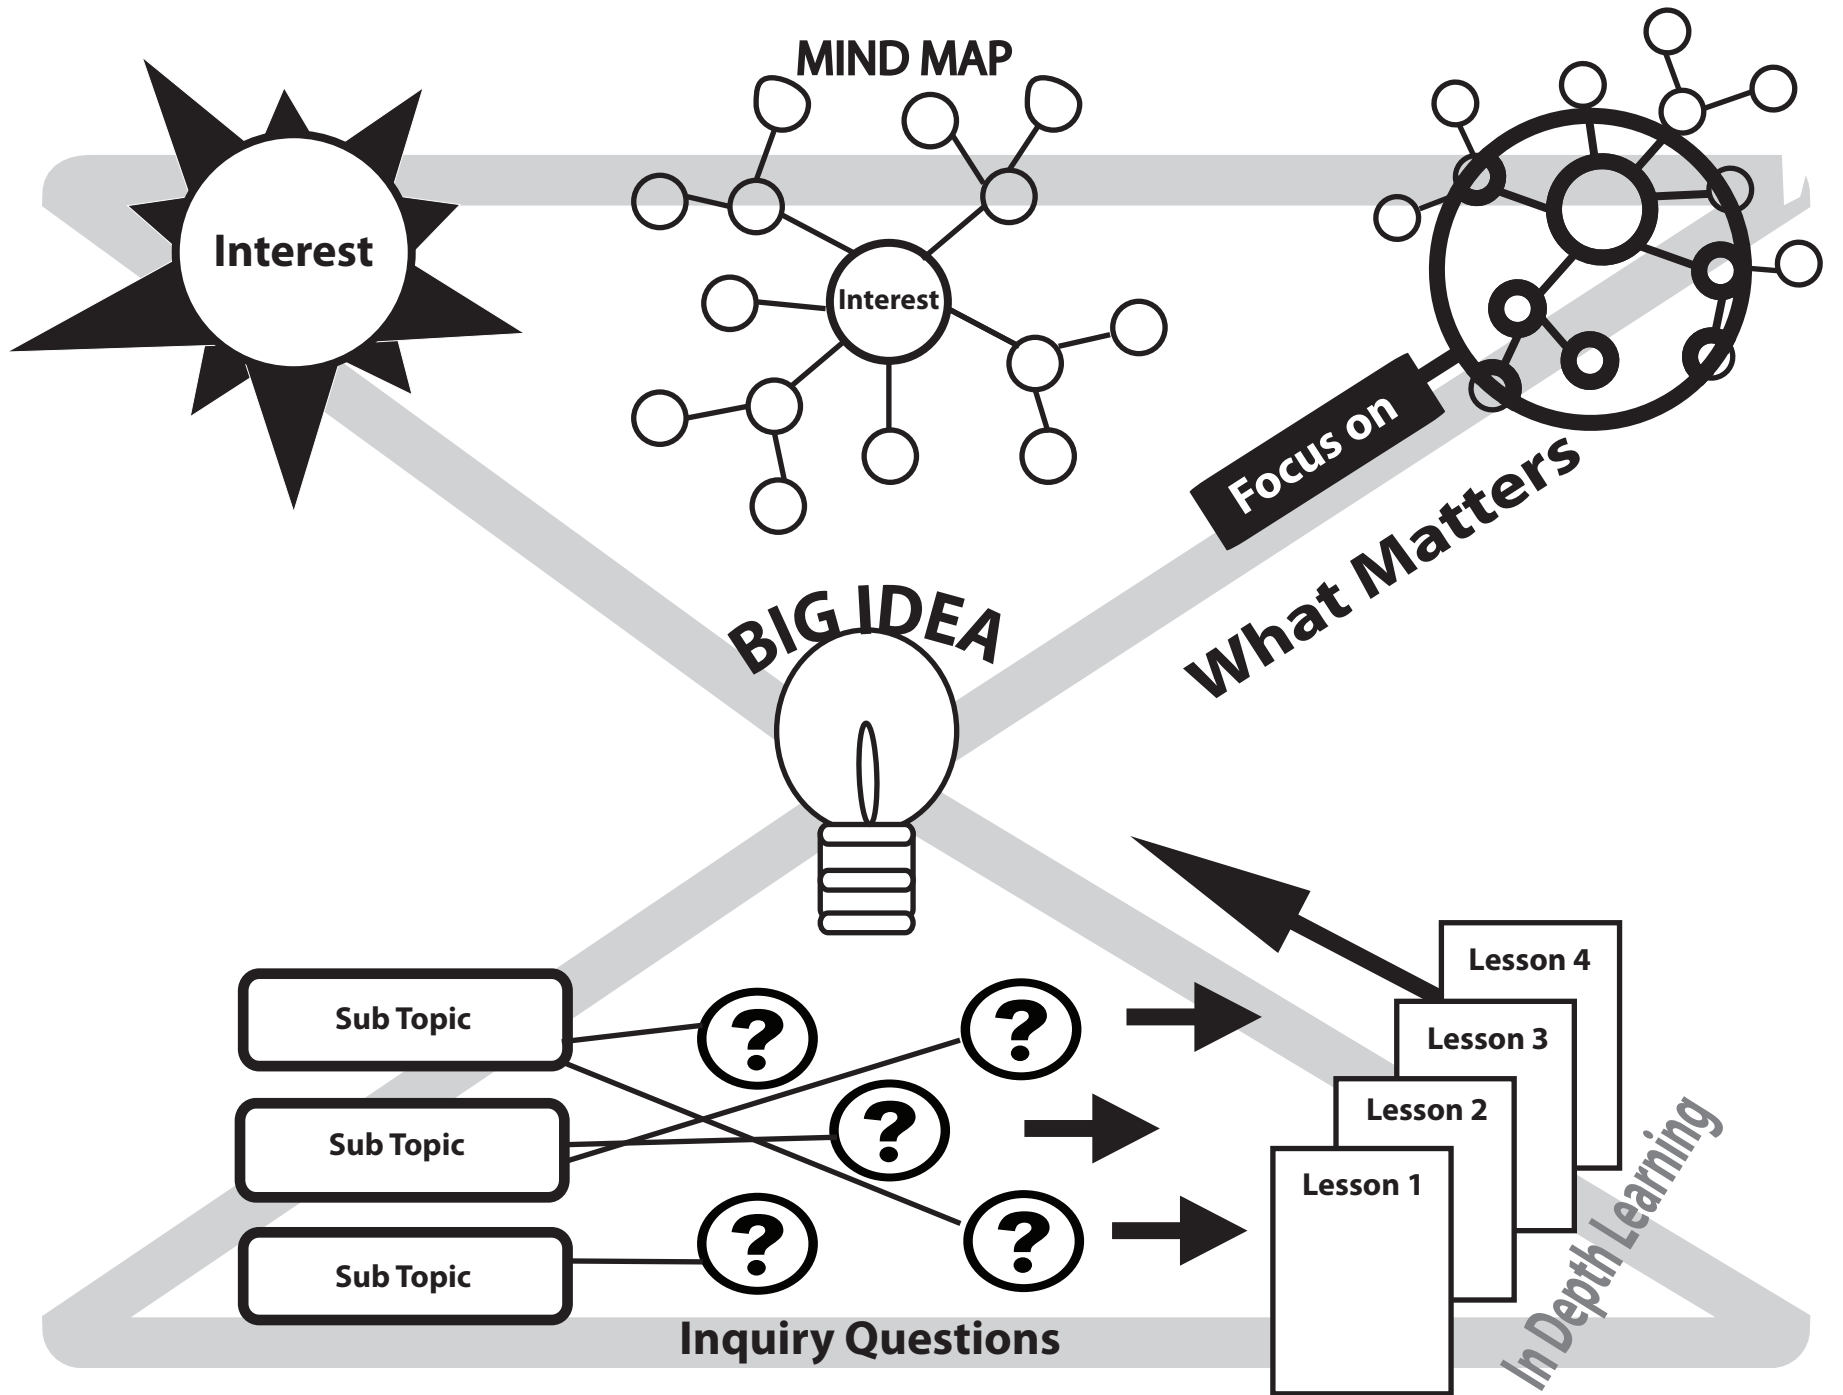 MIND MAP
Interest
Interest
Focus on
What Matters
BIG IDEA
Sub Topic
?
?
Sub Topic
?
Sub Topic
?
?
Lesson 4
Lesson 3
Lesson 2
Lesson 1
In Depth Learning
Inquiry Questions